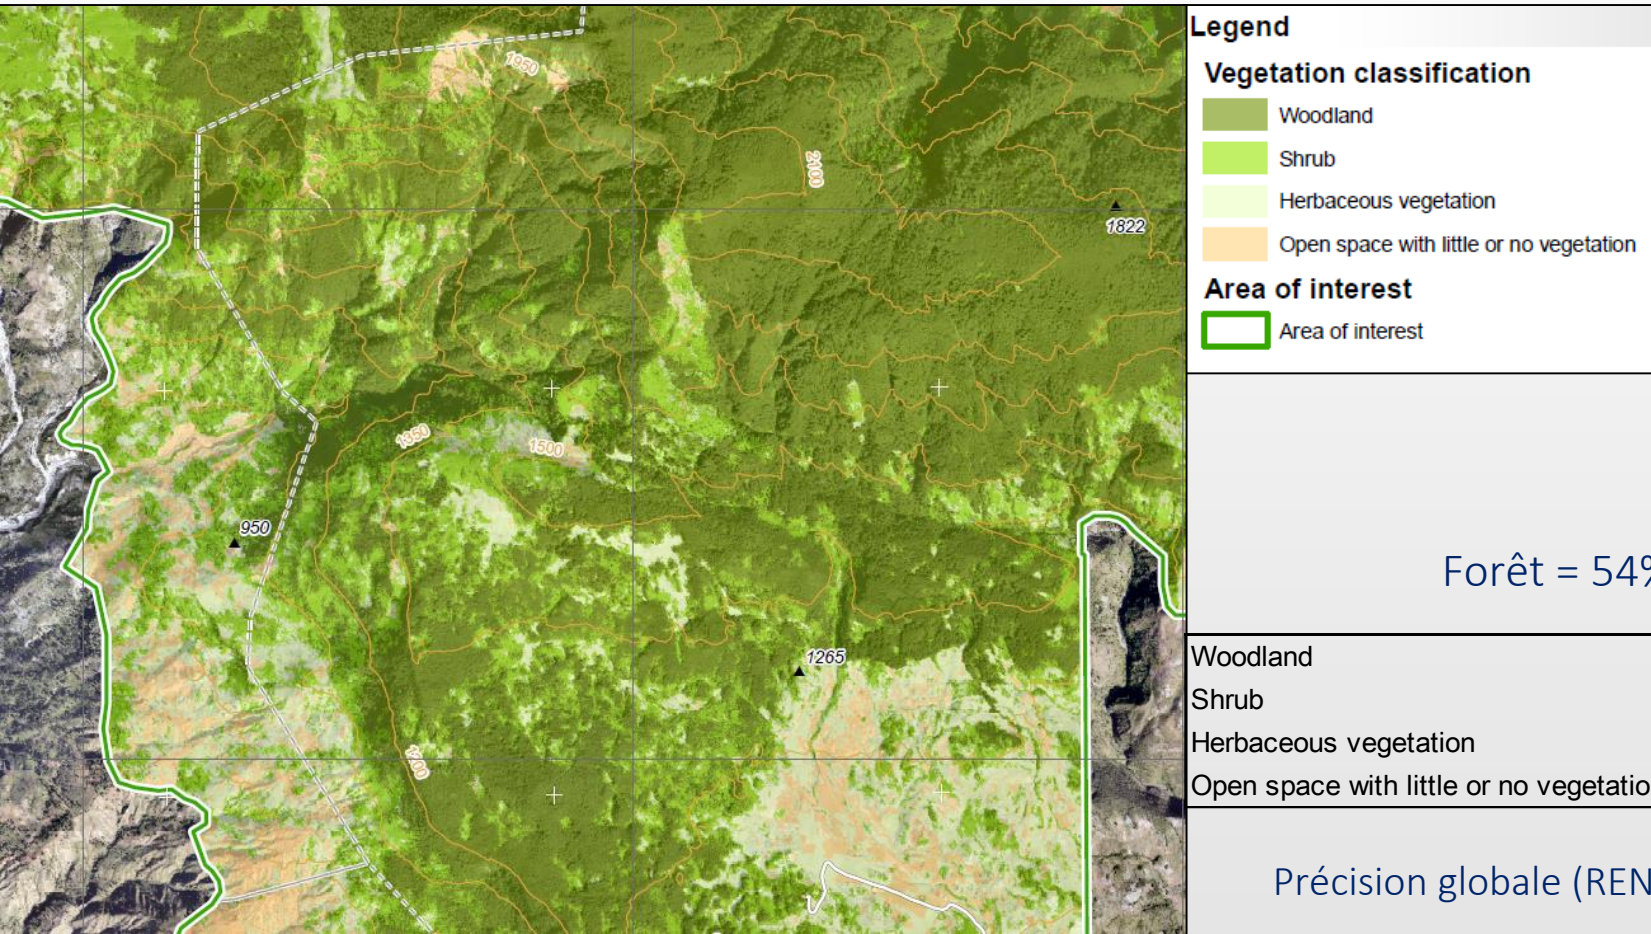 Legend
Vegetation classification
Woodland
Shrub
Herbaceous vegetation
Open space with little or no vegetation
Area of interest
Area of interest
1950
2100
1822
1350
1500
950
1265
1200
Forêt = 54%
Woodland
Shrub
Herbaceous vegetation
Open space with little or no vegetatio
Précision globale (REN